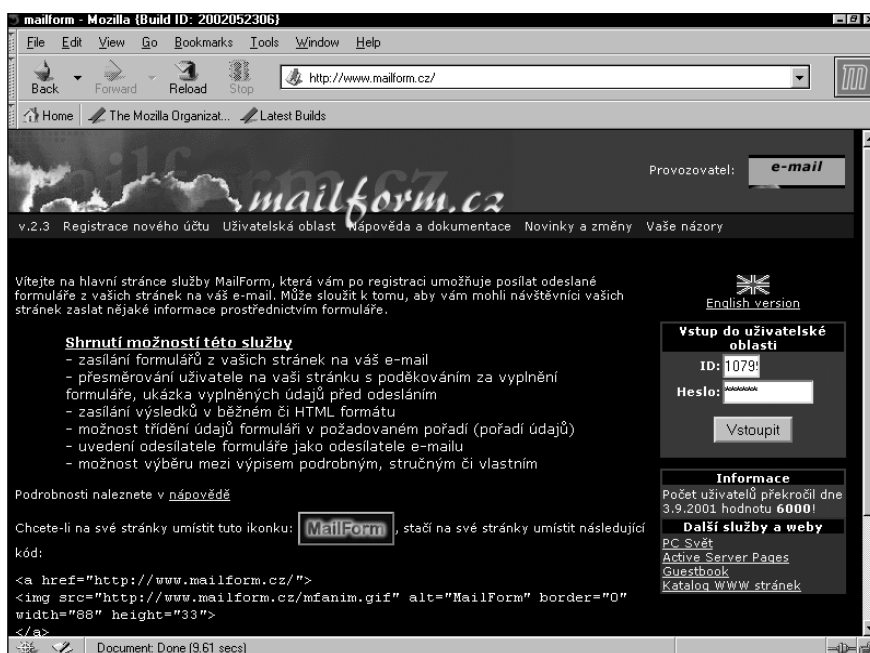 mailform - Mozilla {Build ID: 2002052306}
File Edit View Go Bookmarks Tools Window Help
Back Forward Reload Stop http://www.mailform.cz/
Home The Mozilla Organizat... Latest Builds
mailform.cz
Provozovatel: e-mail
v.2.3 Registrace nového účtu Uživatelská oblast Nápověda a dokumentace Novinky a změny Vaše názory
Vítejte na hlavní stránce služby MailForm, která vám po registraci umožňuje posílat odeslané
formuláře z vašich stránek na váš e-mail. Může sloužit k tomu, aby vám mohli návštěvníci vašich
stránek zaslat nějaké informace prostřednictvím formuláře.
Shrnutí možností této služby
- zasílání formulářů z vašich stránek na váš e-mail
- přesměrování uživatele na vaši stránku s poděkováním za vyplnění
formuláře, ukázka vyplněných údajů před odesláním
- zasílání výsledků v běžném či HTML formátu
- možnost třídění údajů formuláři v požadovaném pořadí (pořadí údajů)
- uvedení odesílatele formuláře jako odesílatele e-mailu
- možnost výběru mezi výpisem podrobným, stručným či vlastním
Podrobnosti naleznete v nápovědě
Chcete-li na své stránky umístit tuto ikonku: MailForm , stačí na své stránky umístit následující
kód:
<a href="http://www.mailform.cz/">
<img src="http://www.mailform.cz/mfanim.gif" alt="MailForm" border="0"
width="88" height="33">
</a>
English version
Vstup do uživatelské
oblasti
ID: 1079
Heslo: ******
Vstoupit
Informace
Počet uživatelů překročil dne
3.9.2001 hodnotu 6000!
Další služby a weby
PC Svět
Active Server Pages
Guestbook
Katalog WWW stránek
Document: Done (9.61 secs)